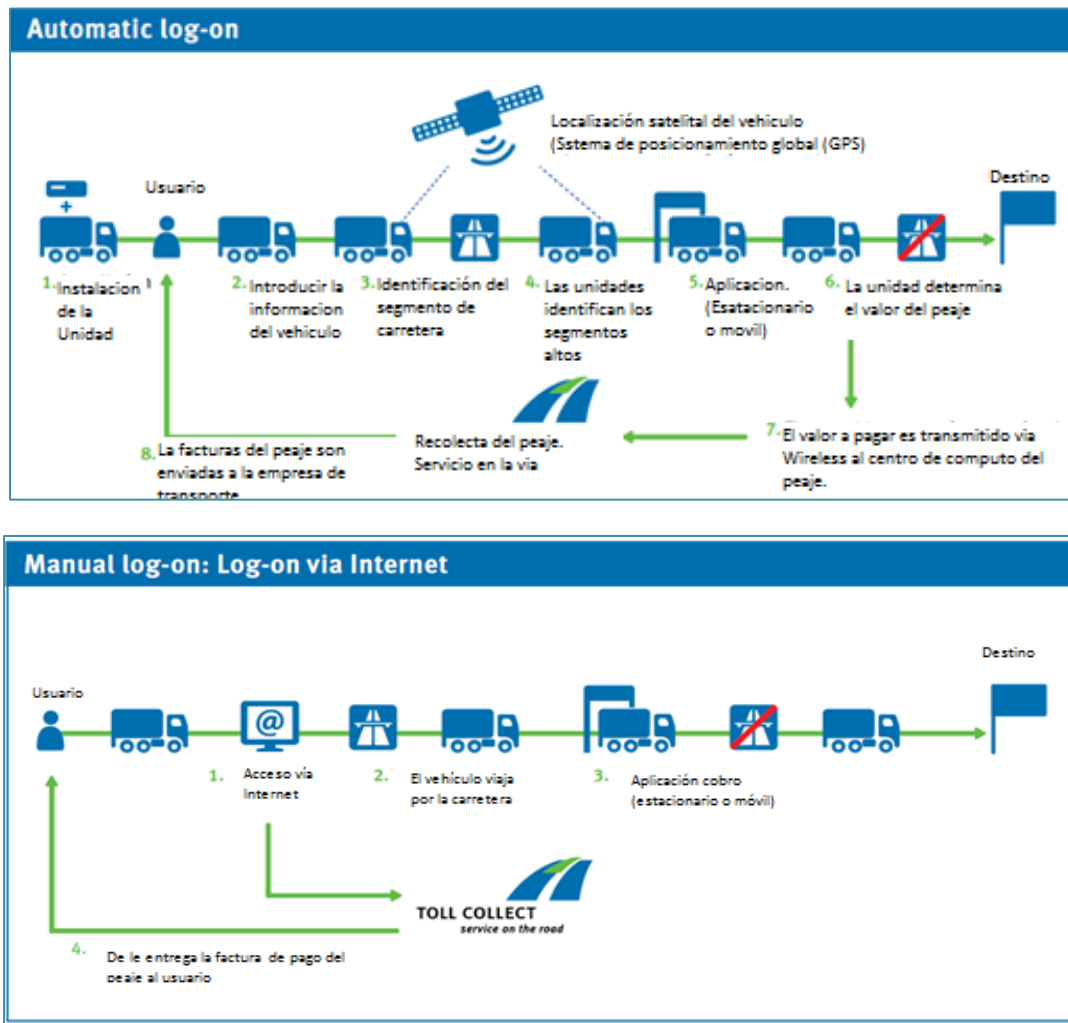 Automatic log-on
Localización satelital del vehiculo
(Sstema de posicionamiento global (GPS)
Usuario
Destino
1. Instalacion
de la
Unidad
2. Introducir la
informacion
del vehiculo
3. Identificación del
segmento de
carretera
4. Las unidades
identifican los
segmentos
altos
5. Aplicacion.
(Esatacionario
o movil)
6. La unidad determina
el valor del peaje
7. El valor a pagar es transmitido via
Wireless al centro de computo del
peaje.
Recolecta del peaje.
Servicio en la via
8. La facturas del peaje son
enviadas a la empresa de
transporte
Manual log-on: Log-on via Internet
Usuario
Destino
@
1. Acceso vía
Internet
2. El vehículo viaja
por la carretera
3. Aplicación cobro
(estacionario o móvil)
TOLL COLLECT
service on the road
4. De le entrega la factura de pago del
peaje al usuario